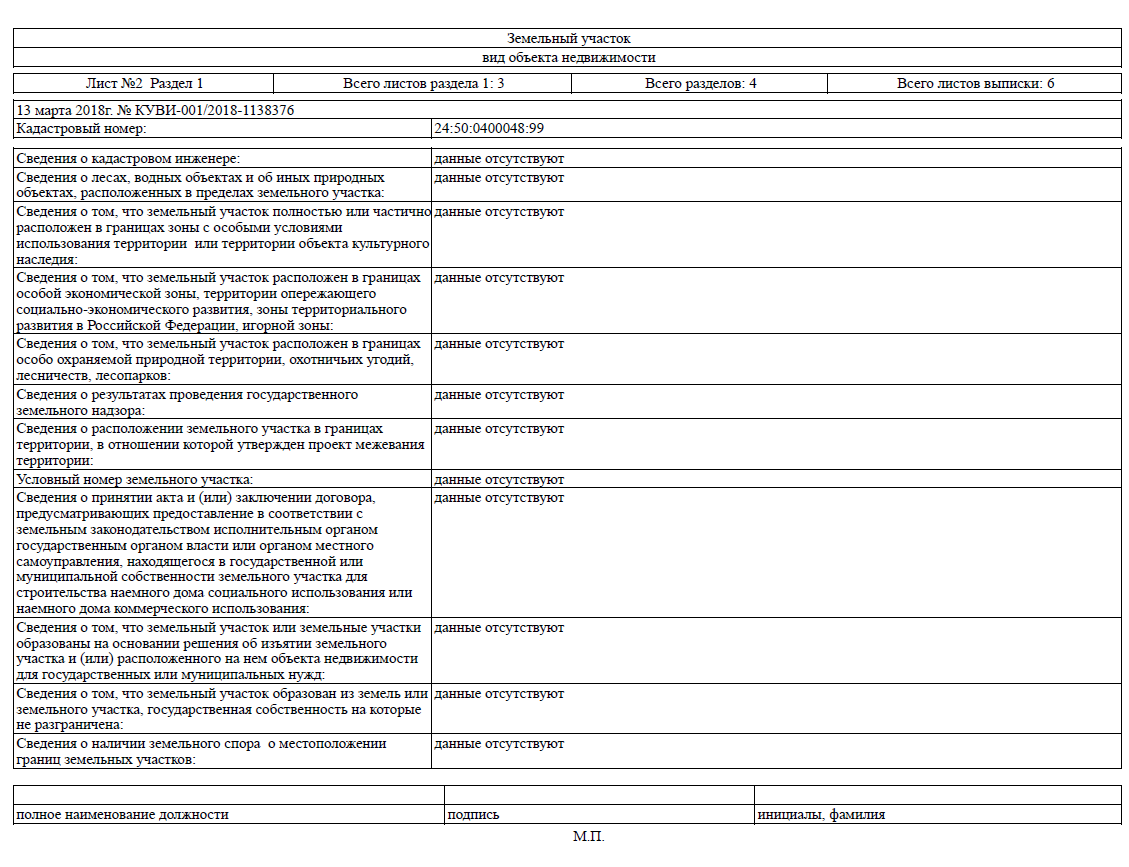 Земельный участок
вид объекта недвижимости
Лист №2 Раздел 1 Всего листов раздела 1: 3 Всего разделов: 4 Всего листов выписки: 6
13 марта 2018г. № КУВИ-001/2018-1138376
Кадастровый номер: 24:50:0400048:99
Сведения о кадастровом инженере: данные отсутствуют
Сведения о лесах, водных объектах и об иных природных данные отсутствуют
объектах, расположенных в пределах земельного участка:
Сведения о том, что земельный участок полностью или частично данные отсутствуют
расположен в границах зоны с особыми условиями
использования территории или территории объекта культурного
наследия:
Сведения о том, что земельный участок расположен в границах данные отсутствуют
особой экономической зоны, территории опережающего
социально-экономического развития, зоны территориального
развития в Российской Федерации, игорной зоны:
Сведения о том, что земельный участок расположен в границах данные отсутствуют
особо охраняемой природной территории, охотничьих угодий,
лесничеств, лесопарков:
Сведения о результатах проведения государственного данные отсутствуют
земельного надзора:
Сведения о расположении земельного участка в границах данные отсутствуют
территории, в отношении которой утвержден проект межевания
территории:
Условный номер земельного участка: данные отсутствуют
Сведения о принятии акта и (или) заключении договора, данные отсутствуют
предусматривающих предоставление в соответствии с
земельным законодательством исполнительным органом
государственным органом власти или органом местного
самоуправления, находящегося в государственной или
муниципальной собственности земельного участка для
строительства наемного дома социального использования или
наемного дома коммерческого использования:
Сведения о том, что земельный участок или земельные участки данные отсутствуют
образованы на основании решения об изъятии земельного
участка и (или) расположенного на нем объекта недвижимости
для государственных или муниципальных нужд:
Сведения о том, что земельный участок образован из земель или данные отсутствуют
земельного участка, государственная собственность на которые
не разграничена:
Сведения о наличии земельного спора о местоположении данные отсутствуют
границ земельных участков:
полное наименование должности подпись инициалы, фамилия
М.П.